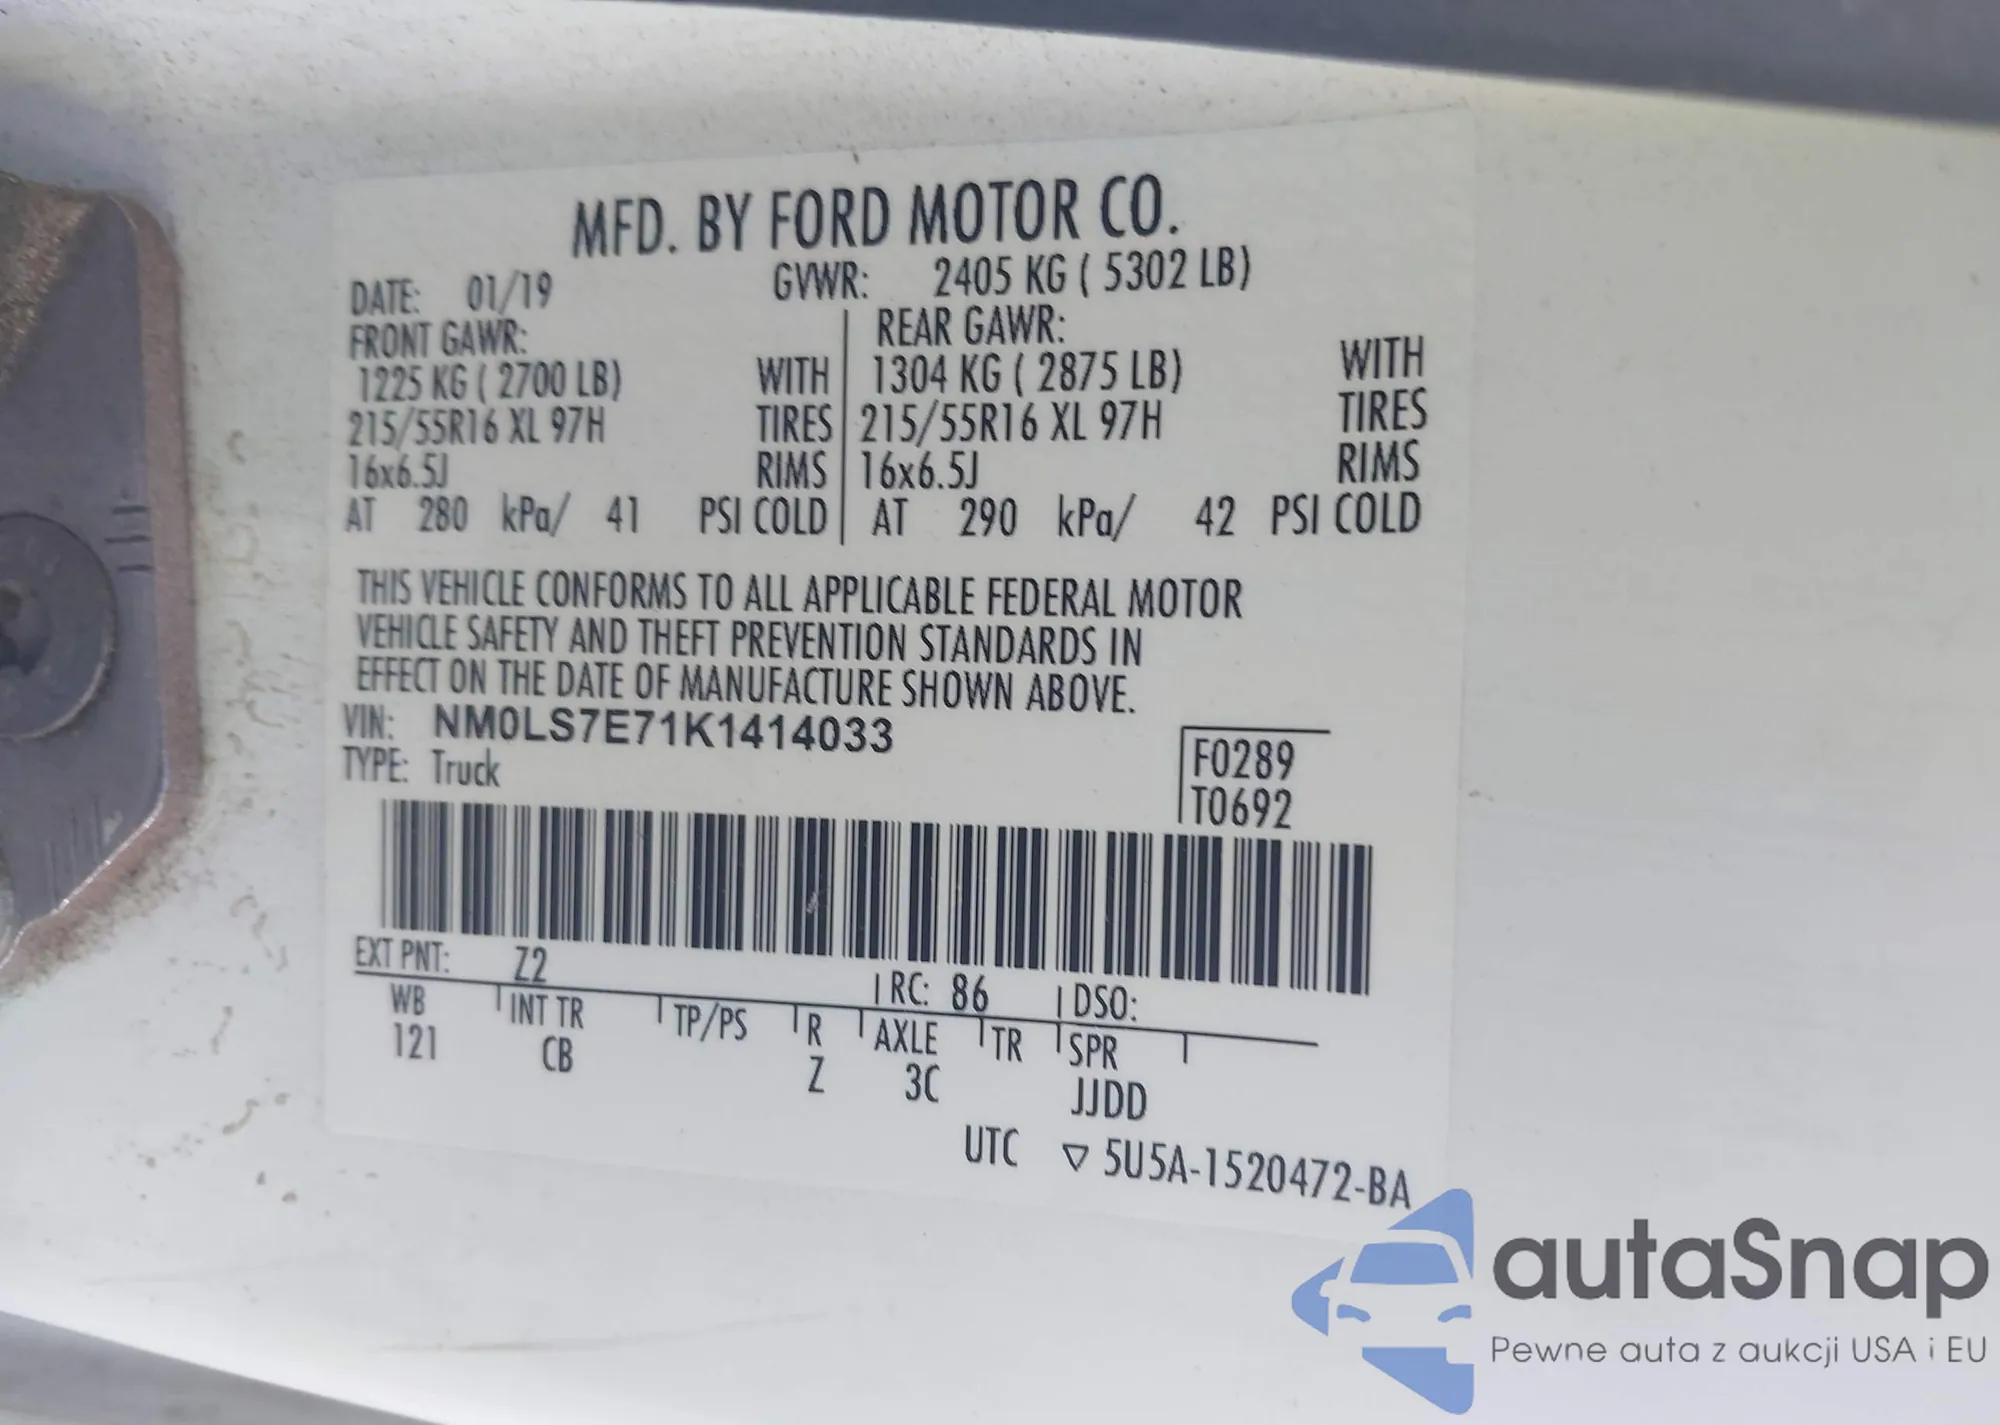 MFD. BY FORD MOTOR CO.
DATE: 01/19 GVWR: 2405 KG ( 5302 LB)
FRONT GAWR: REAR GAWR:
1225 KG ( 2700 LB) WITH 1304 KG ( 2875 LB) WITH
215/55R16 XL 97H TIRES 215/55R16 XL 97H TIRES
16x6.5J RIMS 16x6.5J RIMS
AT 280 kPa/ 41 PSI COLD AT 290 kPa/ 42 PSI COLD
THIS VEHICLE CONFORMS TO ALL APPLICABLE FEDERAL MOTOR
VEHICLE SAFETY AND THEFT PREVENTION STANDARDS IN
EFFECT ON THE DATE OF MANUFACTURE SHOWN ABOVE.
VIN: NM0LS7E71K1414033
TYPE: Truck
F0289
T0692
EXT PNT: Z2 RC: 86 DSO:
WB INT TR TP/PS R AXLE TR SPR
121 CB Z 3C JJDD
UTC ▽ 5U5A-1520472-BA
autaSnap
Pewne auta z aukcji USA i EU